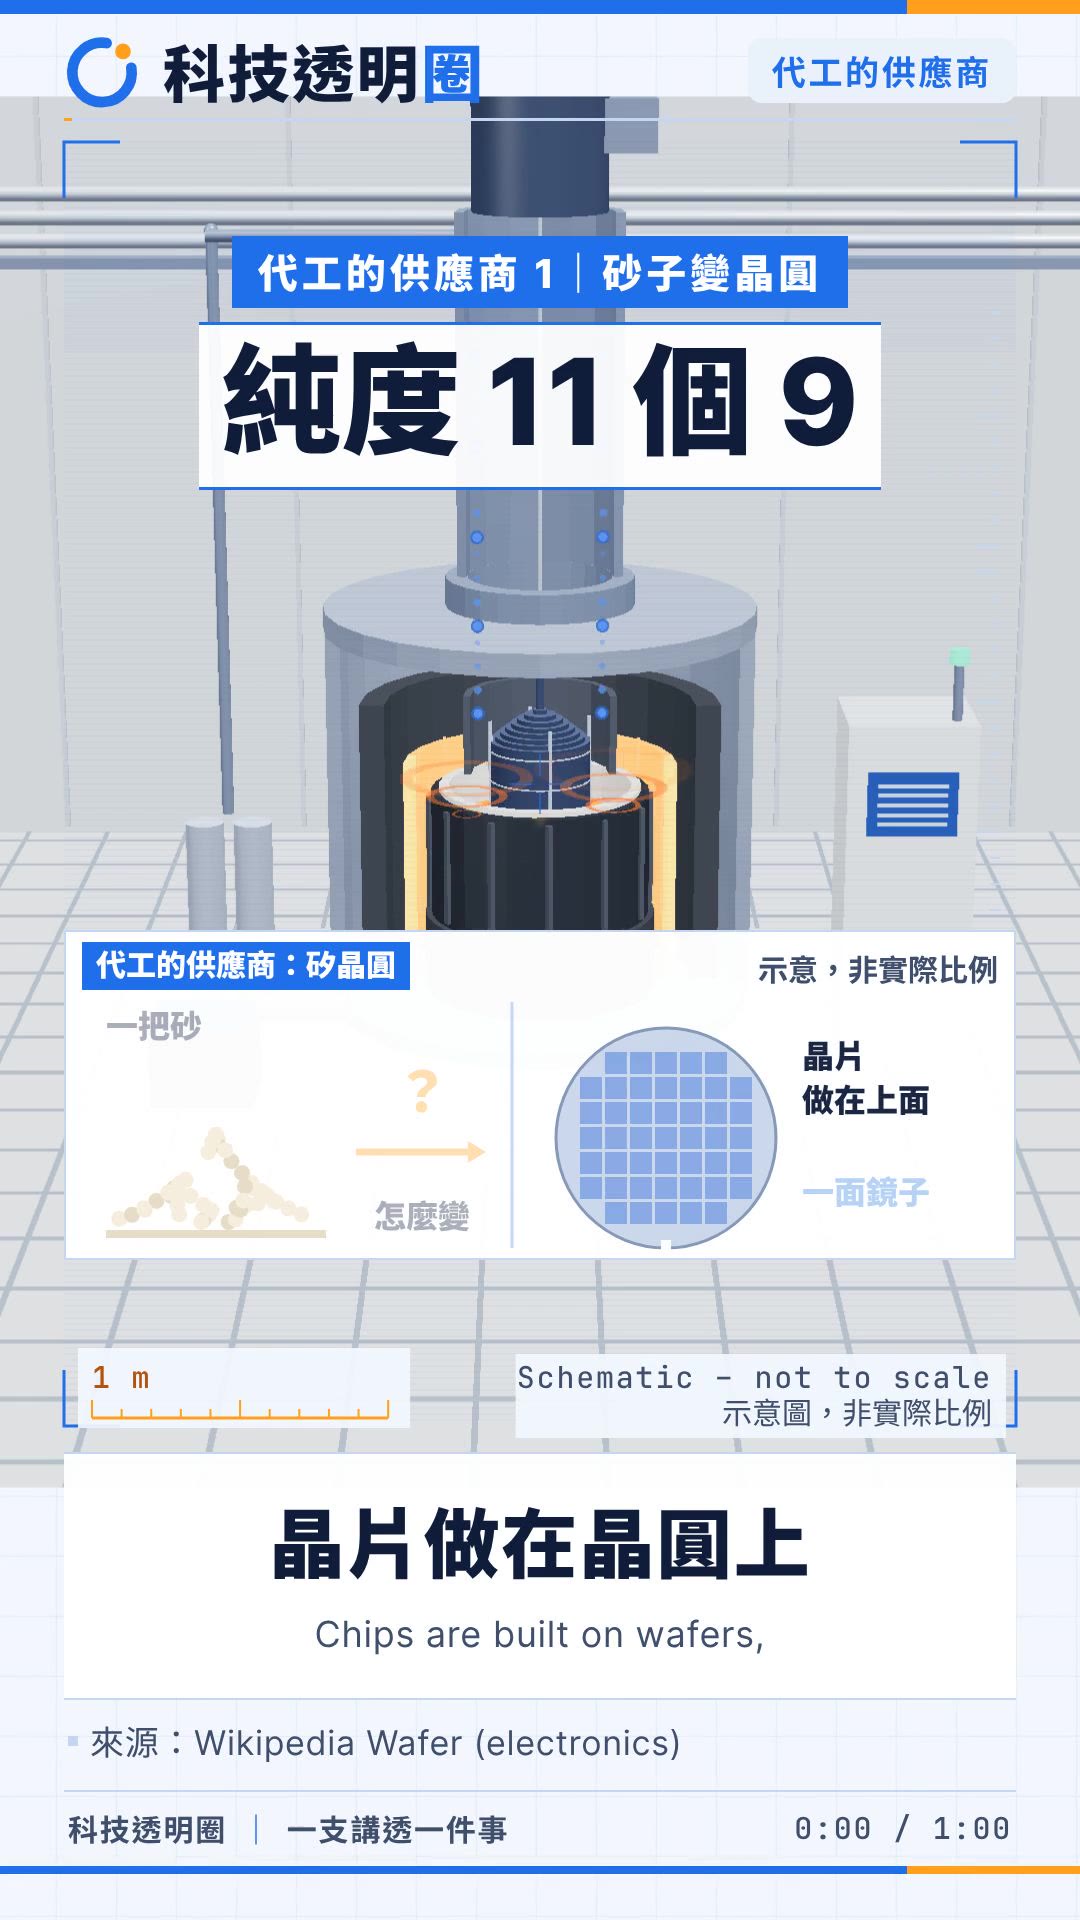 科技透明圈
代工的供應商
代工的供應商 1｜砂子變晶圓
純度 11 個 9
代工的供應商：矽晶圓
示意，非實際比例
一把砂
?
怎麼變
晶片
做在上面
一面鏡子
1 m
Schematic – not to scale
示意圖，非實際比例
晶片做在晶圓上
Chips are built on wafers,
來源：Wikipedia Wafer (electronics)
科技透明圈｜一支講透一件事
0:00 / 1:00